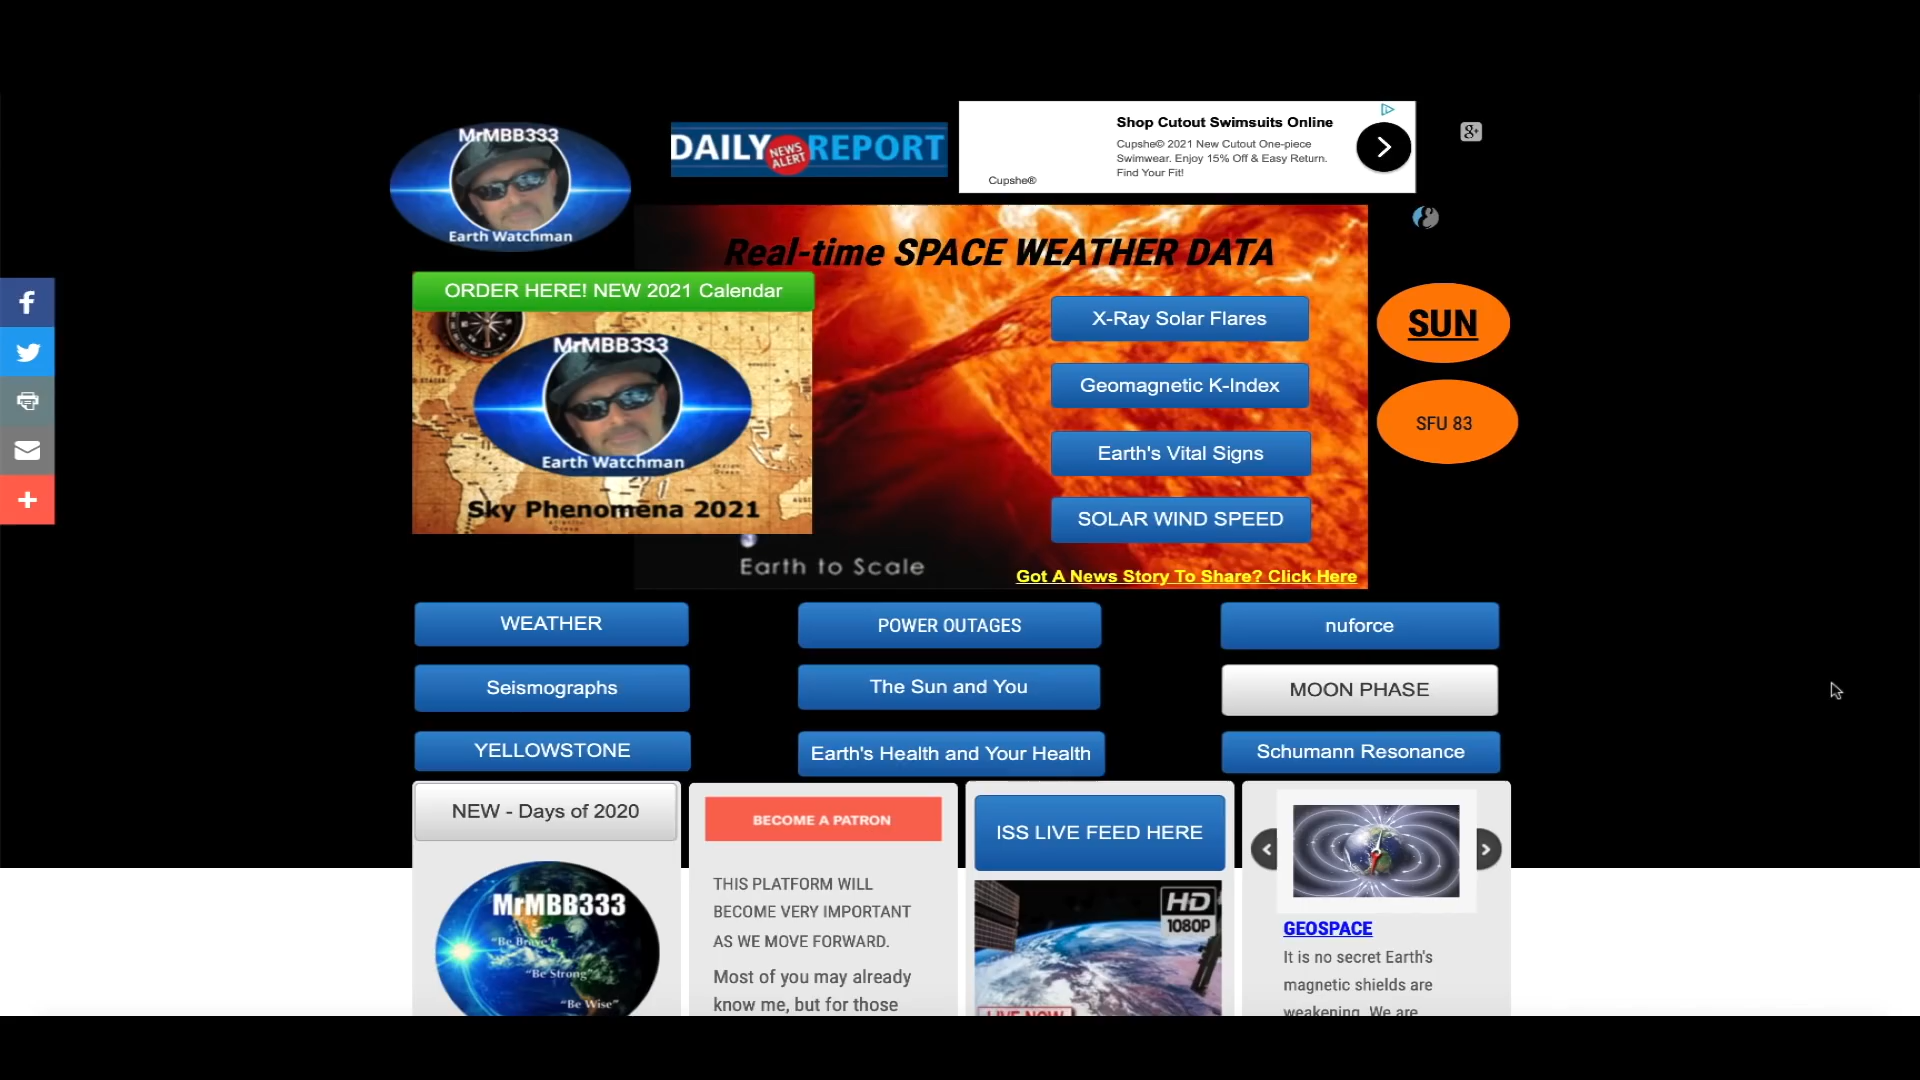 MrMBB333
Earth Watchman
DAILY NEWS ALERT REPORT
Shop Cutout Swimsuits Online
Cupshe© 2021 New Cutout One-piece
Swimwear. Enjoy 15% Off & Easy Return.
Find Your Fit!
Cupshe®
g+
Real-time SPACE WEATHER DATA
ORDER HERE! NEW 2021 Calendar
MrMBB333
Earth Watchman
Sky Phenomena 2021
X-Ray Solar Flares
Geomagnetic K-Index
Earth's Vital Signs
SOLAR WIND SPEED
SUN
SFU 83
Earth to Scale
Got A News Story To Share? Click Here
WEATHER
POWER OUTAGES
nuforce
Seismographs
The Sun and You
MOON PHASE
YELLOWSTONE
Earth's Health and Your Health
Schumann Resonance
NEW - Days of 2020
MrMBB333
"Be Brave"
"Be Strong"
"Be Wise"
BECOME A PATRON
THIS PLATFORM WILL
BECOME VERY IMPORTANT
AS WE MOVE FORWARD.
Most of you may already
know me, but for those
ISS LIVE FEED HERE
HD
1080P
LIVE NOW
GEOSPACE
It is no secret Earth's
magnetic shields are
weakening. We are